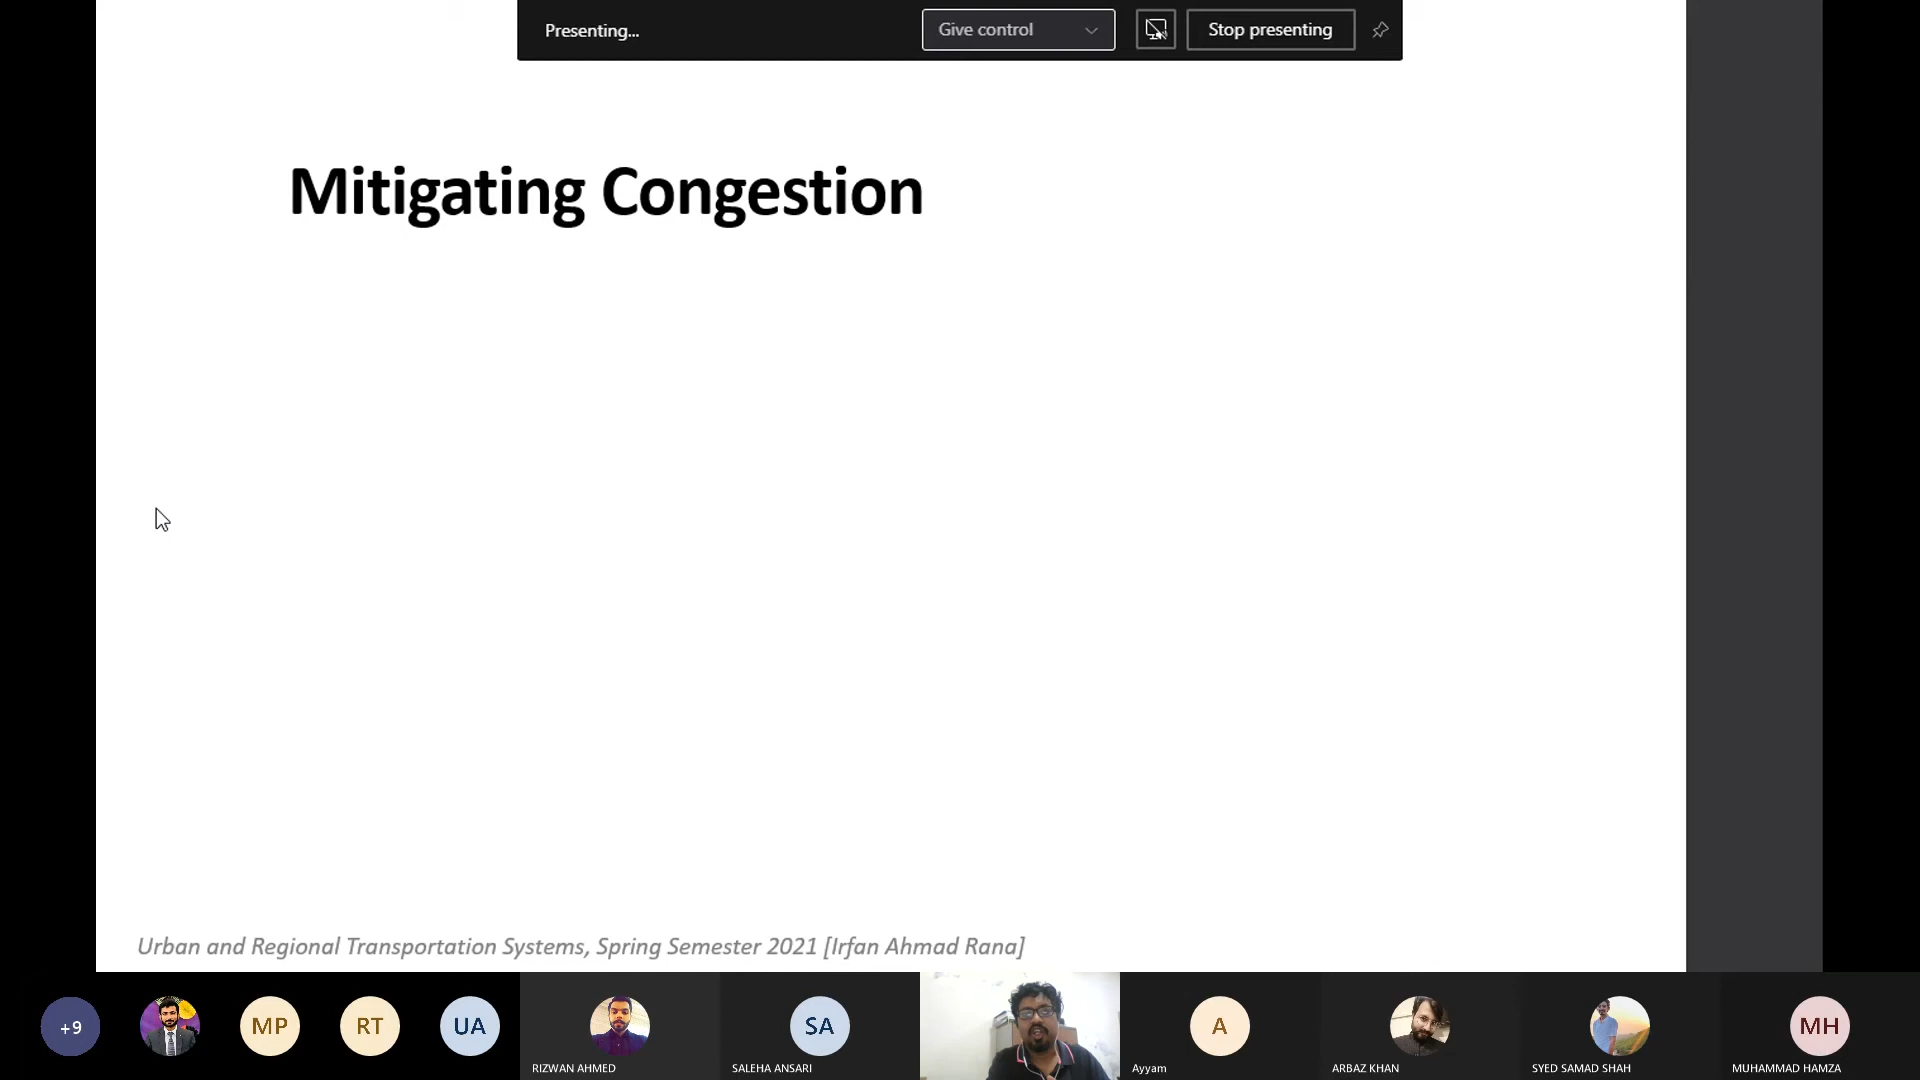 Presenting...
Give control
Stop presenting
Mitigating Congestion
Urban and Regional Transportation Systems, Spring Semester 2021 [Irfan Ahmad Rana]
+9
MP
RT
UA
RIZWAN AHMED
SA
SALEHA ANSARI
A
Ayyam
ARBAZ KHAN
SYED SAMAD SHAH
MH
MUHAMMAD HAMZA